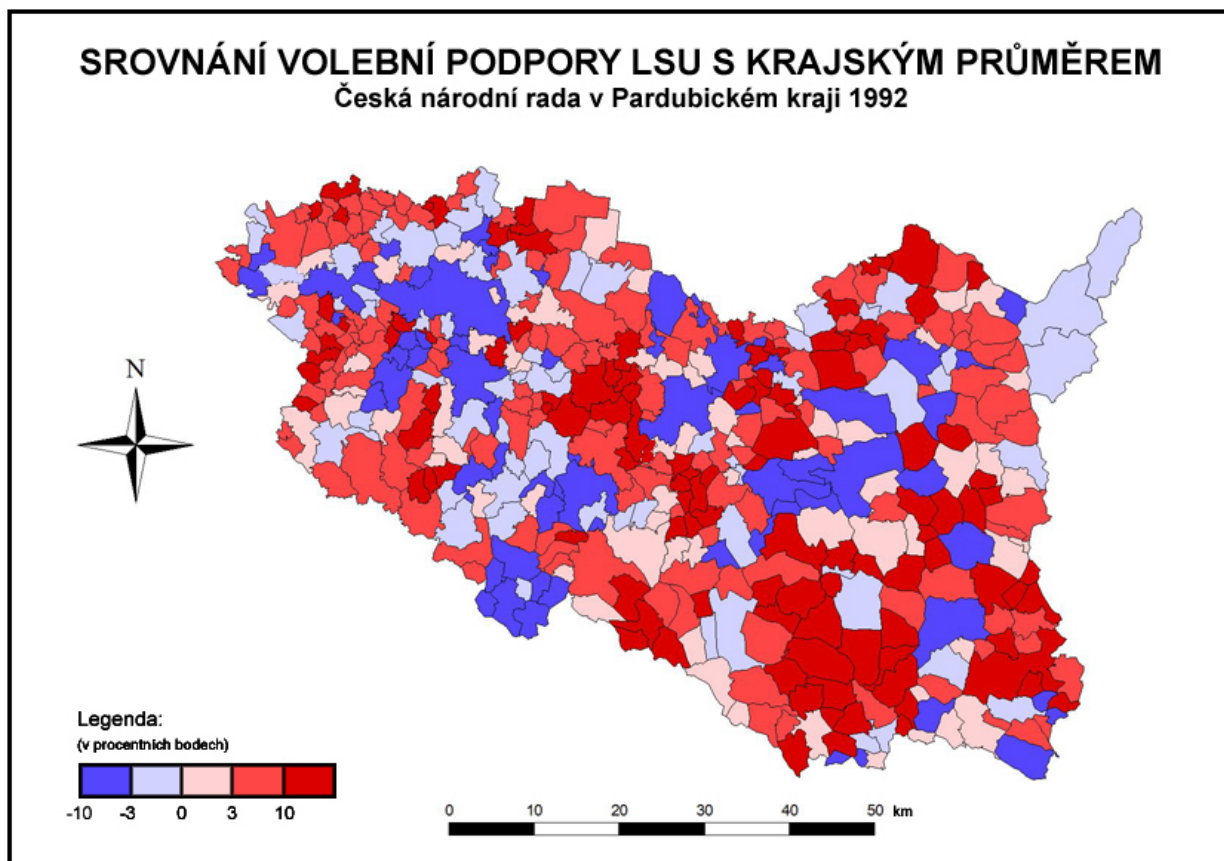 SROVNÁNÍ VOLEBNÍ PODPORY LSU S KRAJSKÝM PRŮMĚREM
Česká národní rada v Pardubickém kraji 1992
N
Legenda:
(v procentních bodech)
-10 -3 0 3 10
0 10 20 30 40 50 km